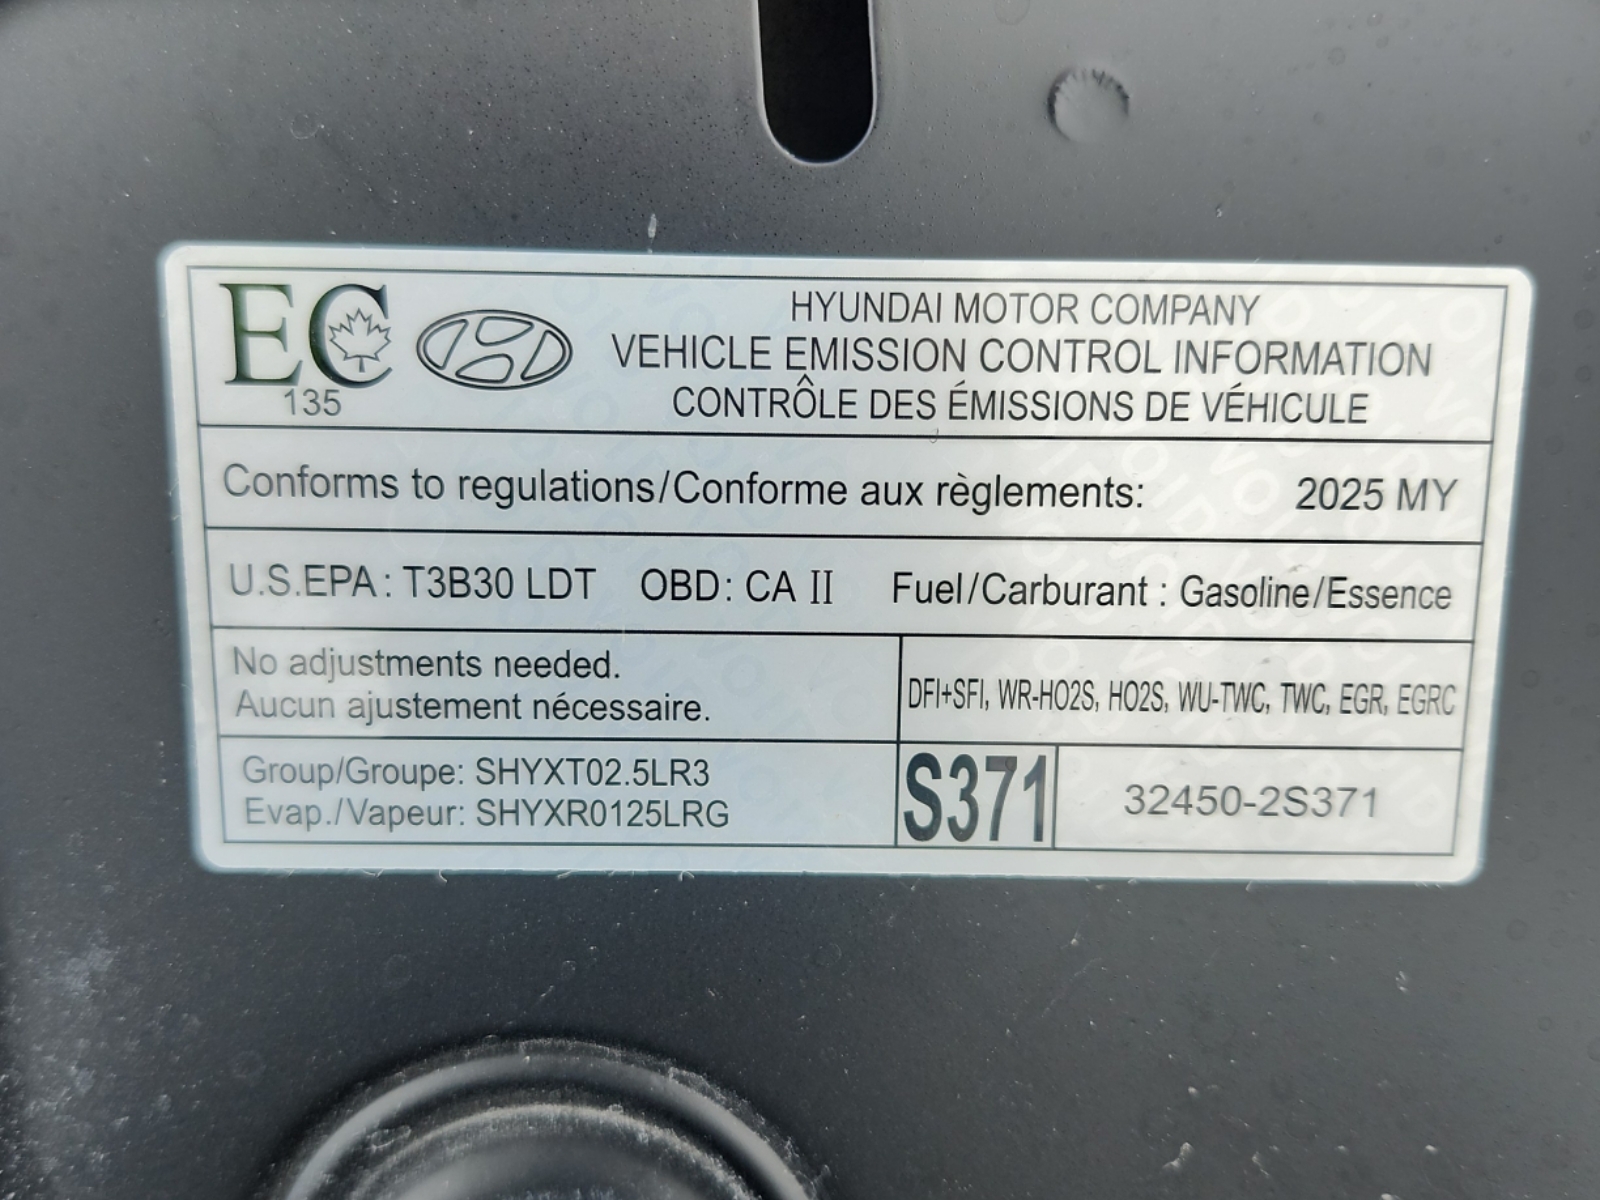 EC
135
HYUNDAI MOTOR COMPANY
VEHICLE EMISSION CONTROL INFORMATION
CONTRÔLE DES ÉMISSIONS DE VÉHICULE
Conforms to regulations/Conforme aux règlements: 2025 MY
U.S.EPA: T3B30 LDT OBD: CA II Fuel/Carburant : Gasoline/Essence
No adjustments needed.
Aucun ajustement nécessaire.
DFI+SFI, WR-HO2S, HO2S, WU-TWC, TWC, EGR, EGRC
Group/Groupe: SHYXT02.5LR3
Evap./Vapeur: SHYXR0125LRG
S371
32450-2S371